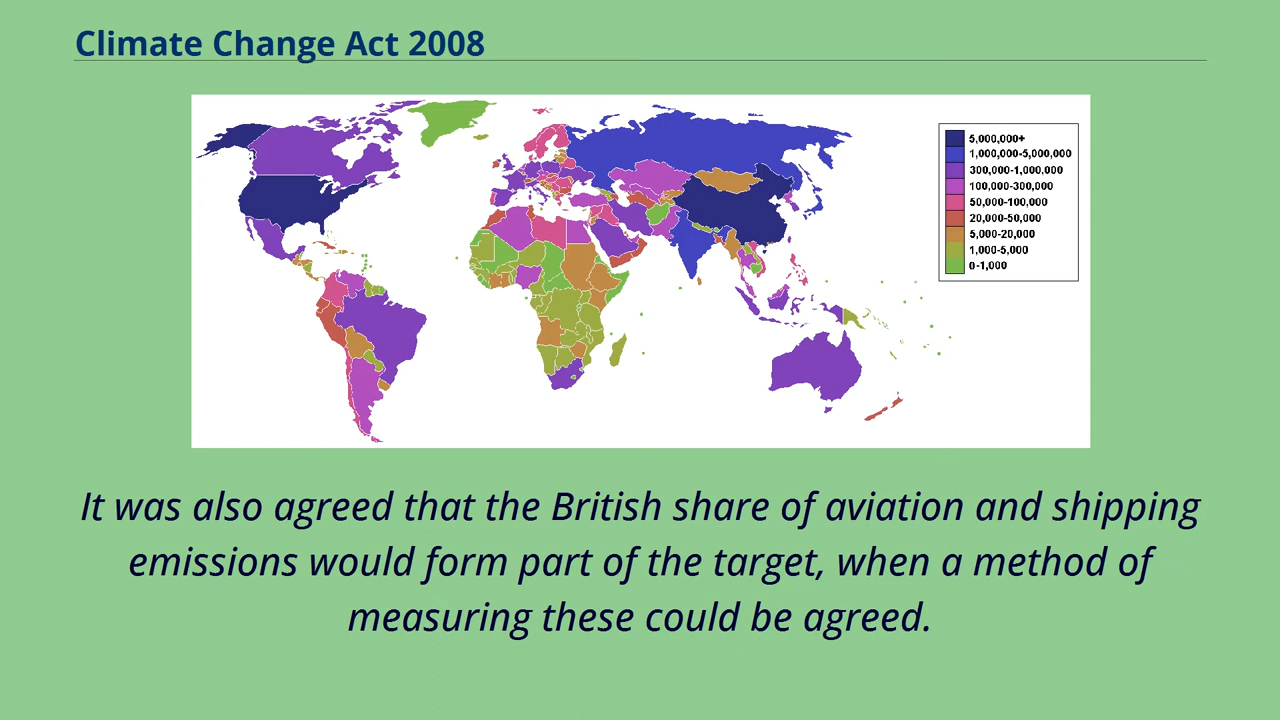 Climate Change Act 2008
5,000,000+
1,000,000-5,000,000
300,000-1,000,000
100,000-300,000
50,000-100,000
20,000-50,000
5,000-20,000
1,000-5,000
0-1,000
It was also agreed that the British share of aviation and shipping
emissions would form part of the target, when a method of
measuring these could be agreed.